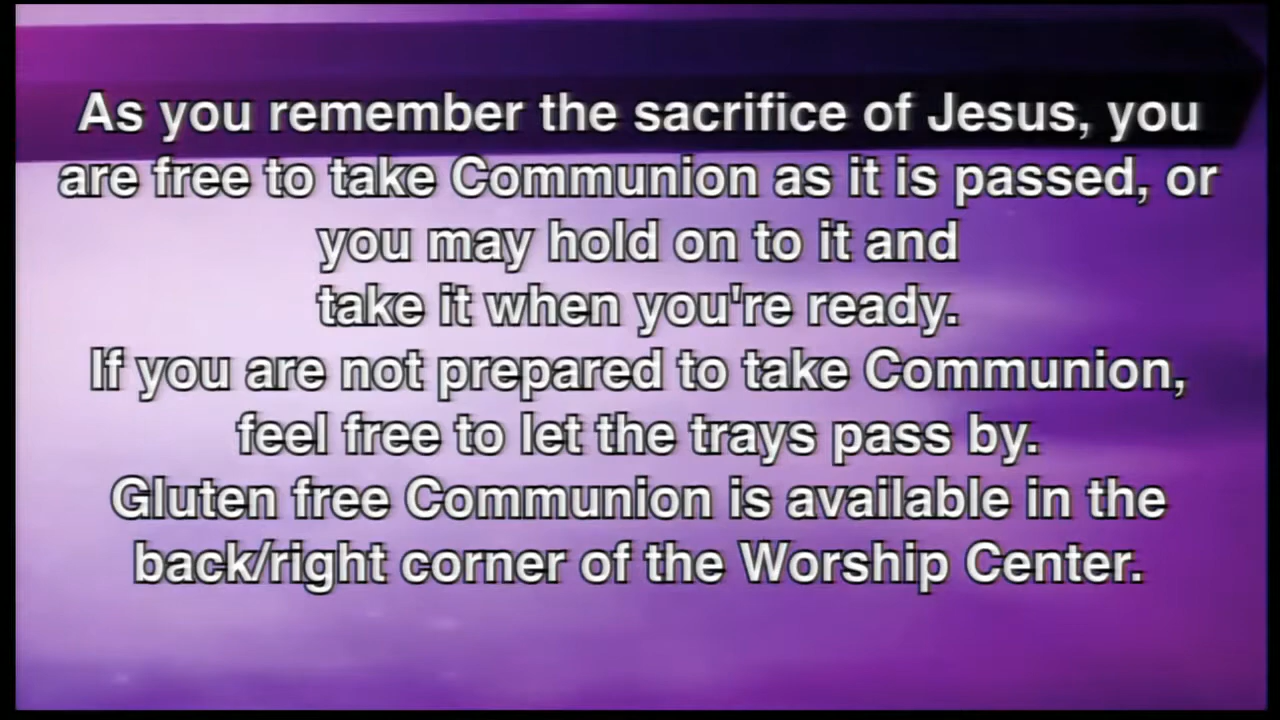 As you remember the sacrifice of Jesus, you
are free to take Communion as it is passed, or
you may hold on to it and
take it when you're ready.
If you are not prepared to take Communion,
feel free to let the trays pass by.
Gluten free Communion is available in the
back/right corner of the Worship Center.